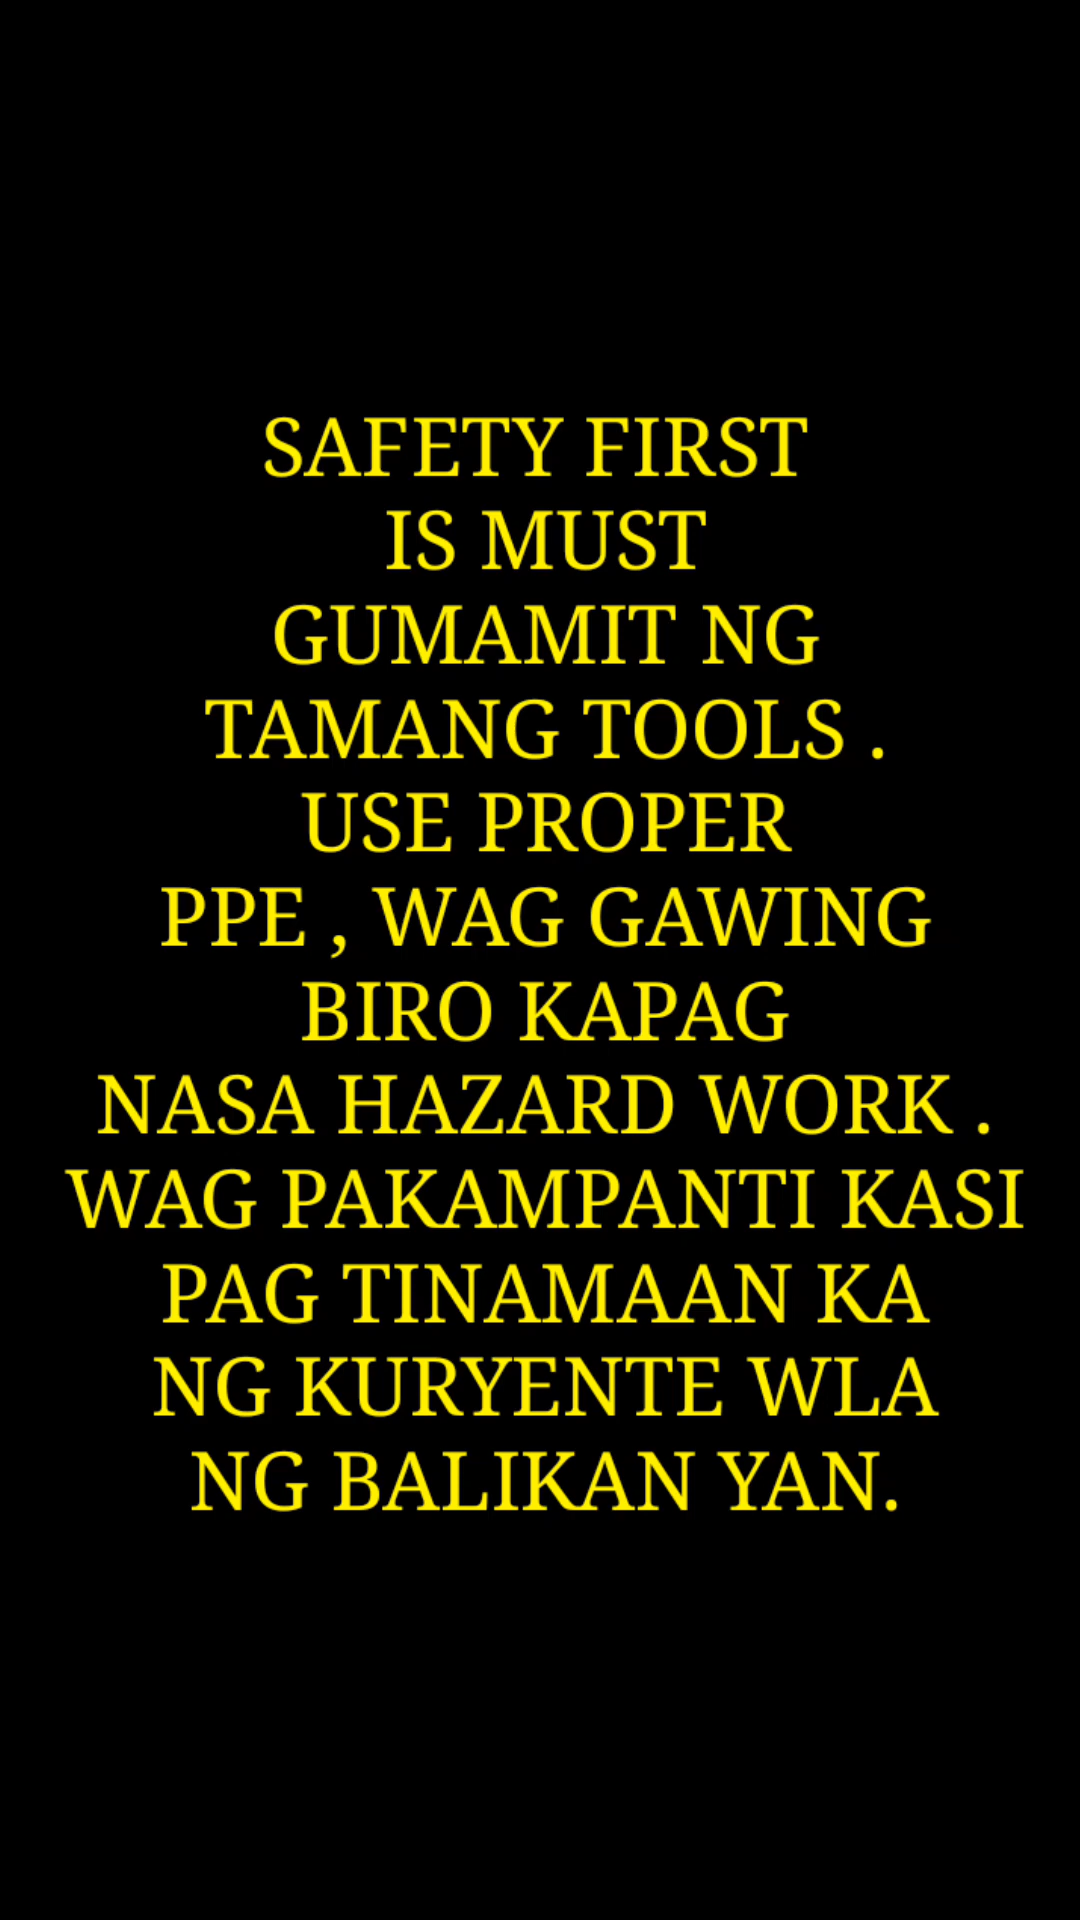 SAFETY FIRST
IS MUST
GUMAMIT NG
TAMANG TOOLS .
USE PROPER
PPE , WAG GAWING
BIRO KAPAG
NASA HAZARD WORK .
WAG PAKAMPANTI KASI
PAG TINAMAAN KA
NG KURYENTE WLA
NG BALIKAN YAN.